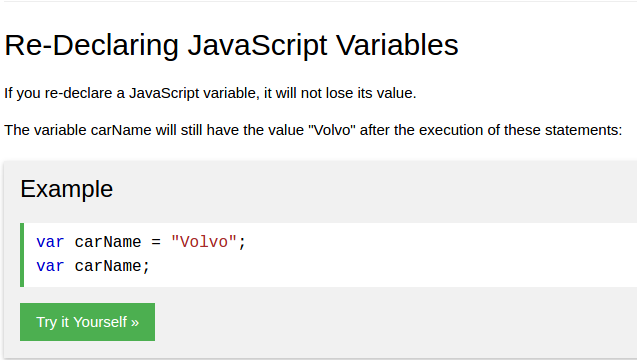 Re-Declaring JavaScript Variables
If you re-declare a JavaScript variable, it will not lose its value.
The variable carName will still have the value "Volvo" after the execution of these statements:
Example
var carName = "Volvo";
var carName;
Try it Yourself »